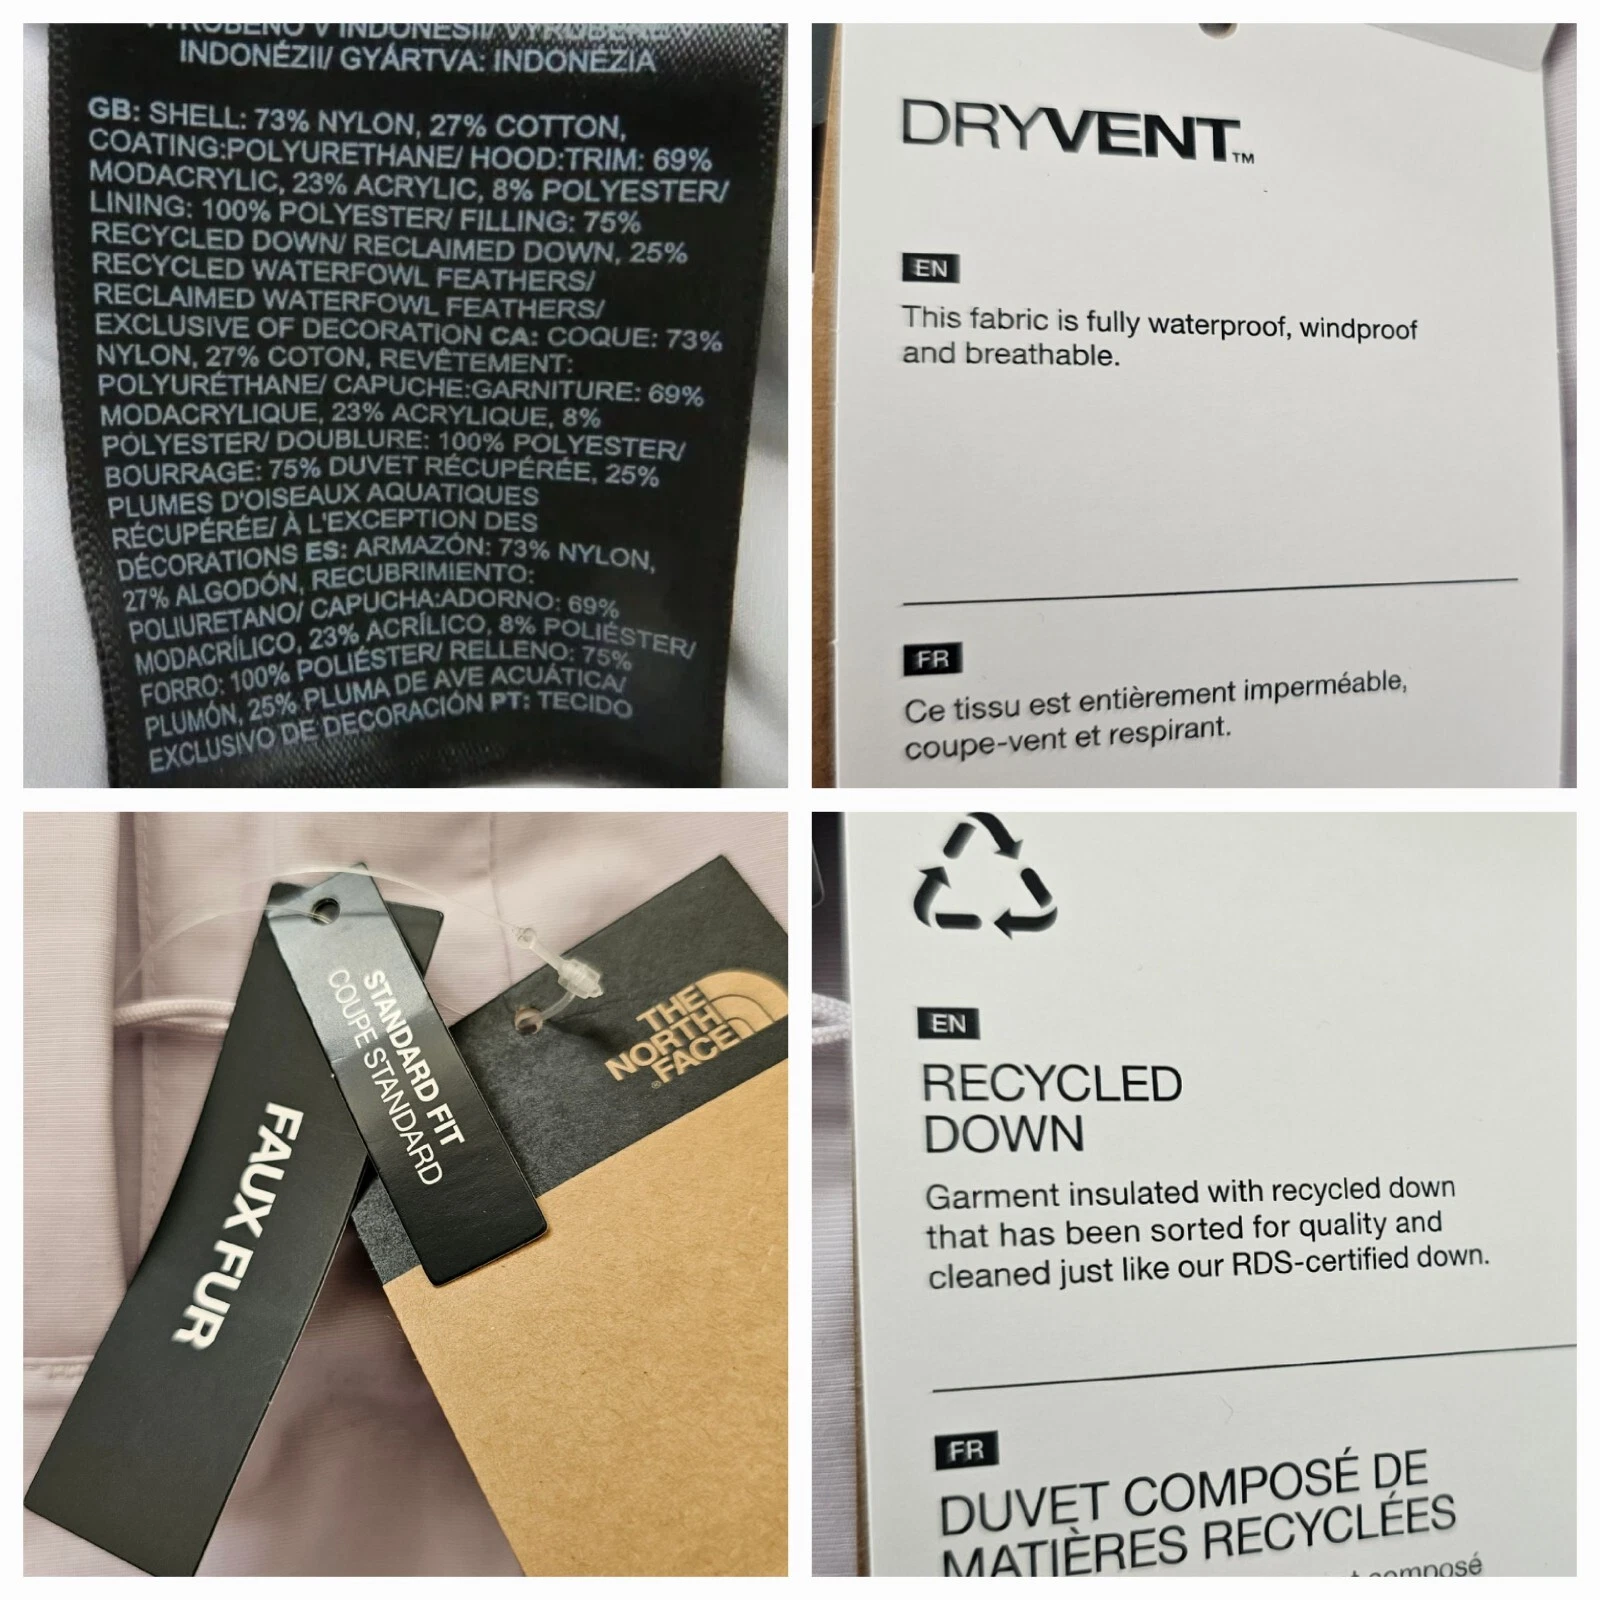 VYROBENO V INDONÉSII/ VYROBENÉ V
INDONÉZII/ GYÁRTVA: INDONÉZIA
GB: SHELL: 73% NYLON, 27% COTTON,
COATING:POLYURETHANE/ HOOD:TRIM: 69%
MODACRYLIC, 23% ACRYLIC, 8% POLYESTER/
LINING: 100% POLYESTER/ FILLING: 75%
RECYCLED DOWN/ RECLAIMED DOWN, 25%
RECYCLED WATERFOWL FEATHERS/
RECLAIMED WATERFOWL FEATHERS/
EXCLUSIVE OF DECORATION CA: COQUE: 73%
NYLON, 27% COTON, REVÊTEMENT:
POLYURÉTHANE/ CAPUCHE:GARNITURE: 69%
MODACRYLIQUE, 23% ACRYLIQUE, 8%
POLYESTER/ DOUBLURE: 100% POLYESTER/
BOURRAGE: 75% DUVET RÉCUPÉRÉE, 25%
PLUMES D'OISEAUX AQUATIQUES
RÉCUPÉRÉE/ À L'EXCEPTION DES
DÉCORATIONS ES: ARMAZÓN: 73% NYLON,
27% ALGODÓN, RECUBRIMIENTO:
POLIURETANO/ CAPUCHA:ADORNO: 69%
MODACRÍLICO, 23% ACRÍLICO, 8% POLIÉSTER/
FORRO: 100% POLIÉSTER/ RELLENO: 75%
PLUMÓN, 25% PLUMA DE AVE ACUÁTICA/
EXCLUSIVO DE DECORACIÓN PT: TECIDO
DRYVENT™
EN
This fabric is fully waterproof, windproof
and breathable.
FR
Ce tissu est entièrement imperméable,
coupe-vent et respirant.
FAUX FUR
STANDARD FIT
COUPE STANDARD
THE
NORTH
FACE®
EN
RECYCLED
DOWN
Garment insulated with recycled down
that has been sorted for quality and
cleaned just like our RDS-certified down.
FR
DUVET COMPOSÉ DE
MATIÈRES RECYCLÉES
composé